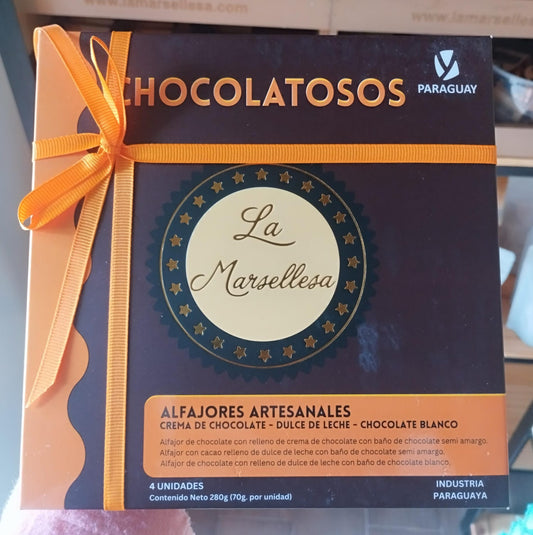 www.lamarsellesa
www.lamarsellesa
CHOCOLATOSOS
PARAGUAY
La
Marsellesa
ALFAJORES ARTESANALES
CREMA DE CHOCOLATE - DULCE DE LECHE - CHOCOLATE BLANCO
Alfajor de chocolate con relleno de crema de chocolate con baño de chocolate semi amargo.
Alfajor con cacao relleno de dulce de leche con baño de chocolate semi amargo.
Alfajor de chocolate con relleno de dulce de leche con baño de chocolate blanco.
4 UNIDADES
Contenido Neto 280g (70g. por unidad)
INDUSTRIA
PARAGUAYA